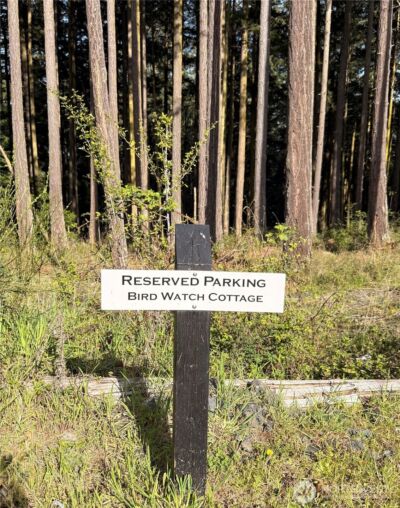 Reserved Parking
Bird Watch Cottage